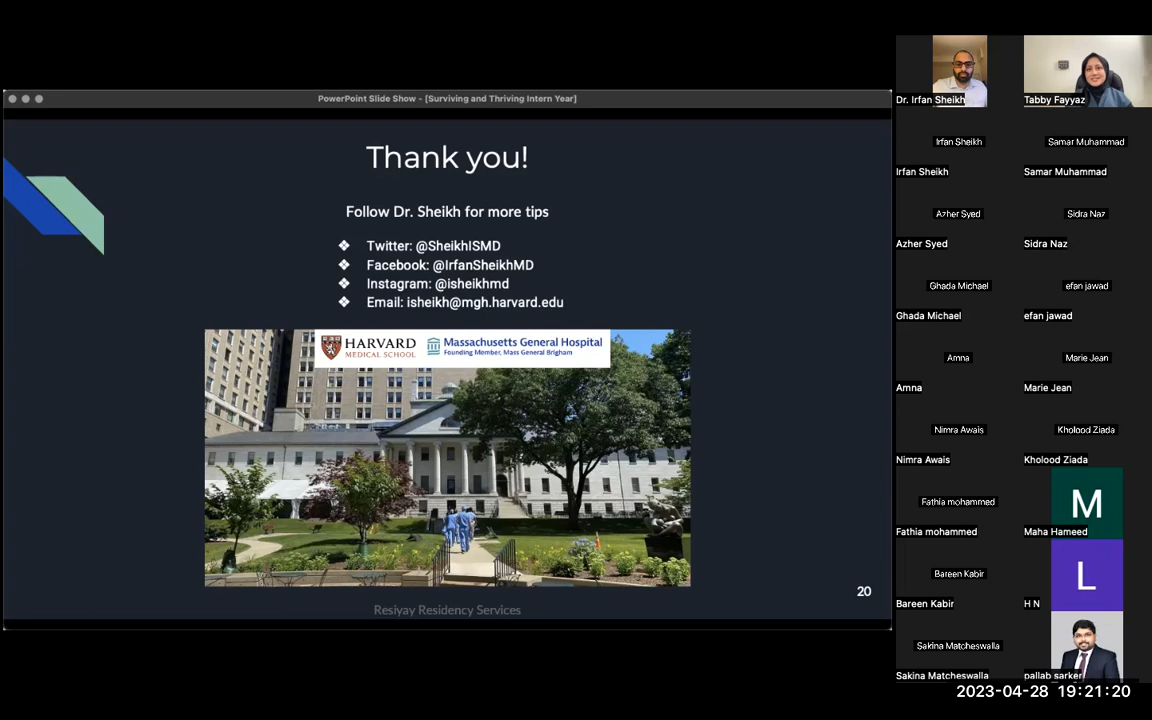 PowerPoint Slide Show - [Surviving and Thriving Intern Year]
Thank you!
Follow Dr. Sheikh for more tips
❖ Twitter: @SheikhISMD
❖ Facebook: @IrfanSheikhMD
❖ Instagram: @isheikhmd
❖ Email: isheikh@mgh.harvard.edu
HARVARD
MEDICAL SCHOOL
Massachusetts General Hospital
Founding Member, Mass General Brigham
20
Resiyay Residency Services
Dr. Irfan Sheikh
Tabby Fayyaz
Irfan Sheikh
Samar Muhammad
Irfan Sheikh
Samar Muhammad
Azher Syed
Sidra Naz
Azher Syed
Sidra Naz
Ghada Michael
efan jawad
Ghada Michael
efan jawad
Amna
Marie Jean
Amna
Marie Jean
Nimra Awais
Kholood Ziada
Nimra Awais
Kholood Ziada
Fathia mohammed
M
Fathia mohammed
Maha Hameed
Bareen Kabir
L
Bareen Kabir
H N
Sakina Matcheswalla
Sakina Matcheswalla
pallab sarker
2023-04-28 19:21:20